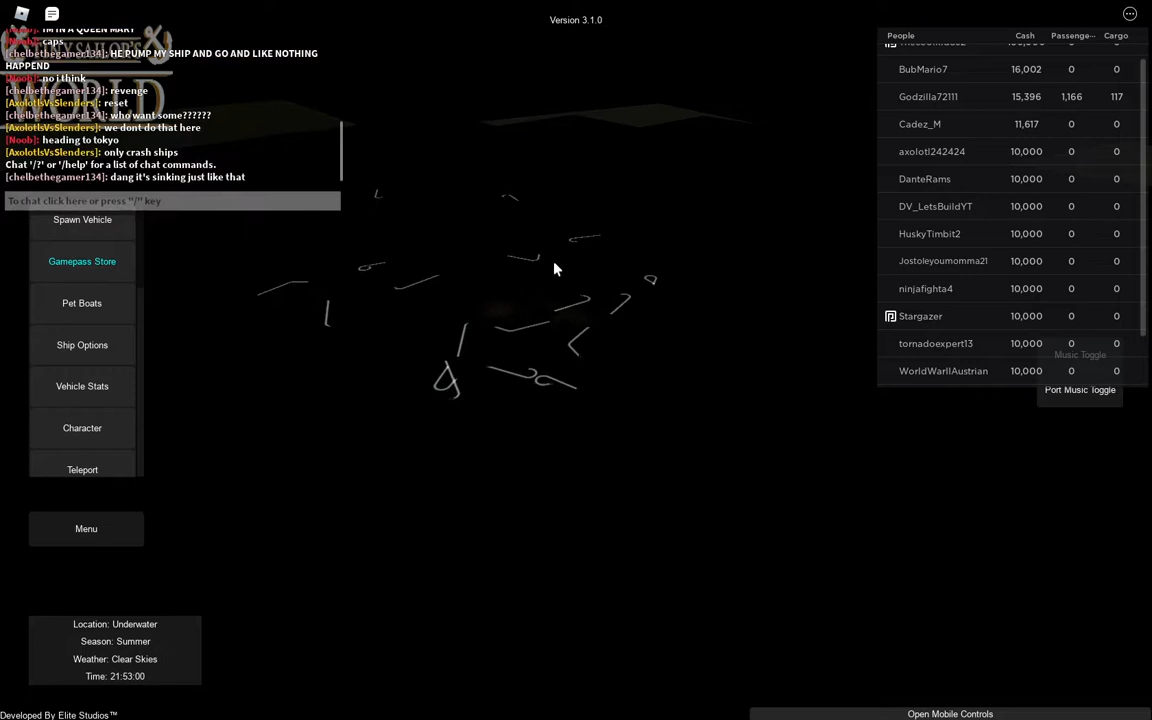 Version 3.1.0
SAILOR'S
WORLD
caps
[chelbethegamer134]: HE PUMP MY SHIP AND GO AND LIKE NOTHING
HAPPEND
[Noob]: no i think
[chelbethegamer134]: revenge
[AxolotlsVsSlenders]: reset
[chelbethegamer134]: who want some??????
[AxolotlsVsSlenders]: we dont do that here
[Noob]: heading to tokyo
[AxolotlsVsSlenders]: only crash ships
Chat '/?' or '/help' for a list of chat commands.
[chelbethegamer134]: dang it's sinking just like that
To chat click here or press "/" key
Spawn Vehicle
Gamepass Store
Pet Boats
Ship Options
Vehicle Stats
Character
Teleport
Menu
Location: Underwater
Season: Summer
Weather: Clear Skies
Time: 21:53:00
Developed By Elite Studios™
People Cash Passenge··· Cargo
BubMario7 16,002 0 0
Godzilla72111 15,396 1,166 117
Cadez_M 11,617 0 0
axolotl242424 10,000 0 0
DanteRams 10,000 0 0
DV_LetsBuildYT 10,000 0 0
HuskyTimbit2 10,000 0 0
Jostoleyoumomma21 10,000 0 0
ninjafighta4 10,000 0 0
Stargazer 10,000 0 0
tornadoexpert13 10,000 0 0
WorldWarIIAustrian 10,000 0 0
Music Toggle
Port Music Toggle
Open Mobile Controls